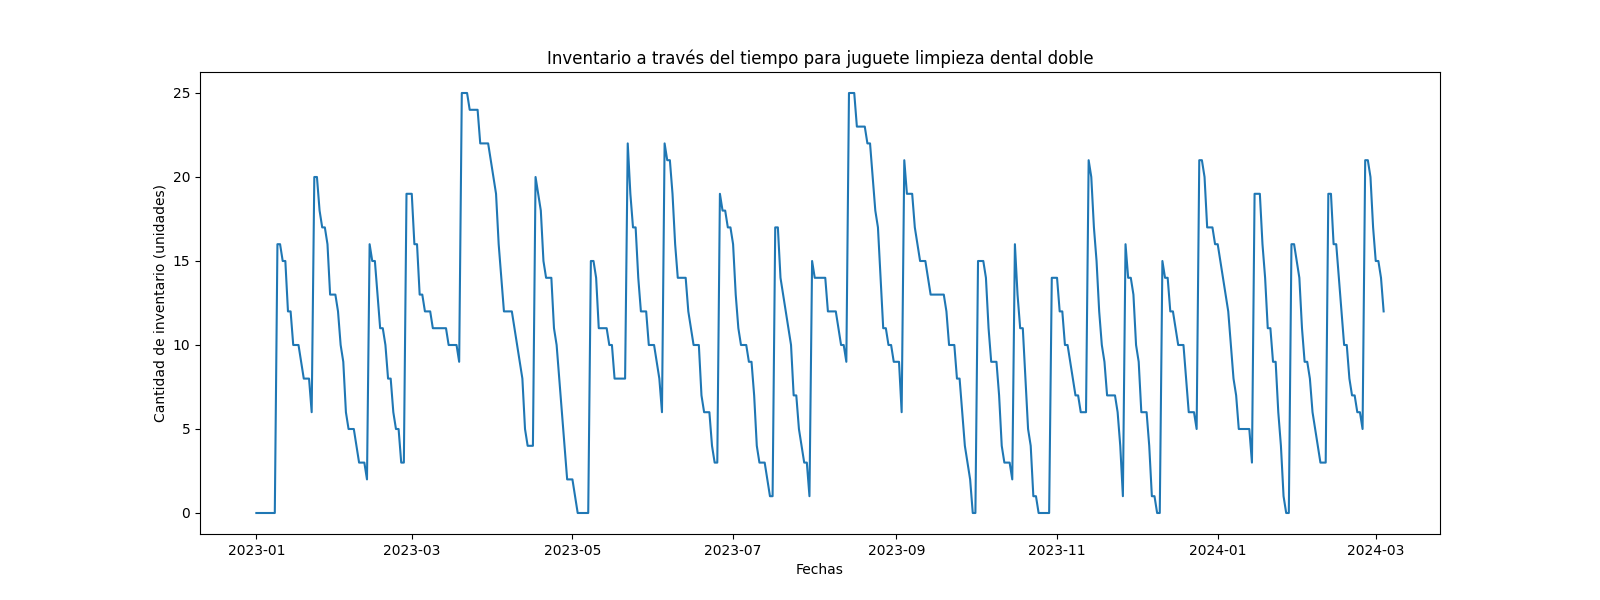 Inventario a través del tiempo para juguete limpieza dental doble
Cantidad de inventario (unidades)
25
20
15
10
5
0
2023-01 2023-03 2023-05 2023-07 2023-09 2023-11 2024-01 2024-03
Fechas